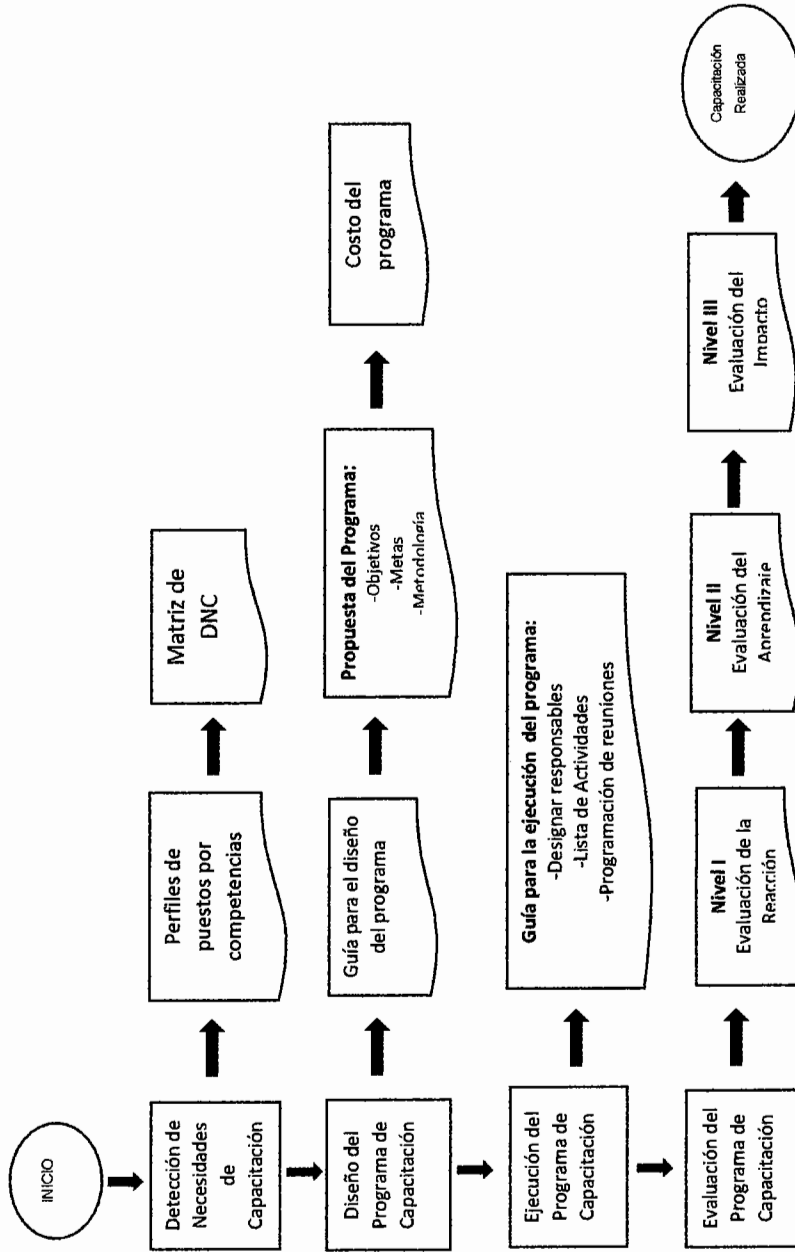 INICIO
Detección de
Necesidades
de
Capacitación
Perfiles de
puestos por
competencias
Matriz de
DNC
Diseño del
Programa de
Capacitación
Guía para el diseño
del programa
Propuesta del Programa:
-Objetivos
-Metas
-Metodología
Costo del
programa
Ejecución del
Programa de
Capacitación
Guía para la ejecución del programa:
-Designar responsables
-Lista de Actividades
-Programación de reuniones
Evaluación del
Programa de
Capacitación
Nivel I
Evaluación de la
Reacción
Nivel II
Evaluación del
Aprendizaje
Nivel III
Evaluación del
Impacto
Capacitación
Realizada